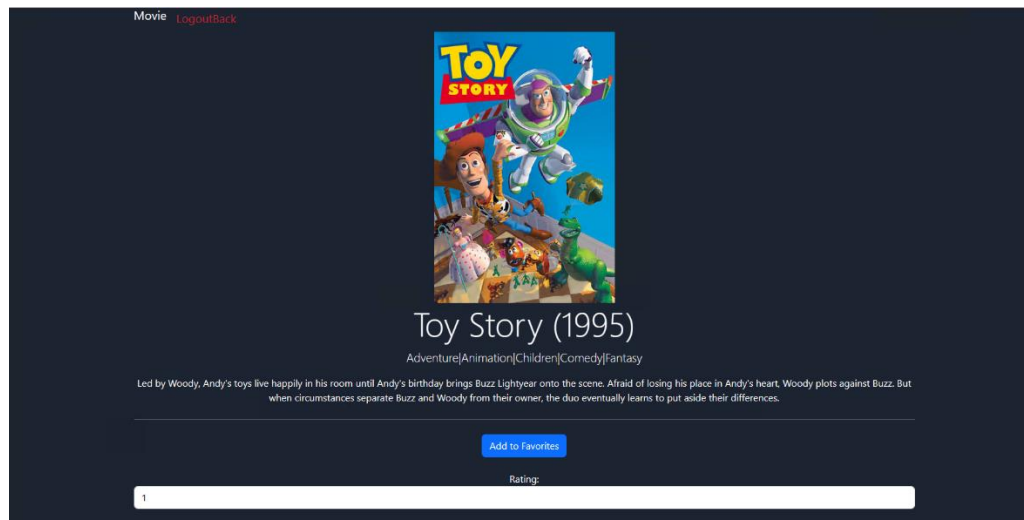 Movie LogoutBack
TOY
STORY
Toy Story (1995)
Adventure|Animation|Children|Comedy|Fantasy
Led by Woody, Andy's toys live happily in his room until Andy's birthday brings Buzz Lightyear onto the scene. Afraid of losing his place in Andy's heart, Woody plots against Buzz. But
when circumstances separate Buzz and Woody from their owner, the duo eventually learns to put aside their differences.
Add to Favorites
Rating:
1